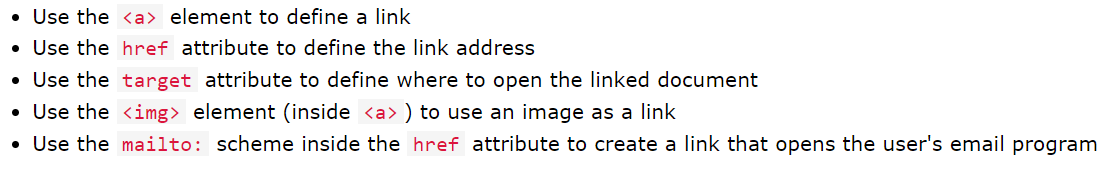 Use the <a> element to define a link
Use the href attribute to define the link address
Use the target attribute to define where to open the linked document
Use the <img> element (inside <a>) to use an image as a link
Use the mailto: scheme inside the href attribute to create a link that opens the user's email program